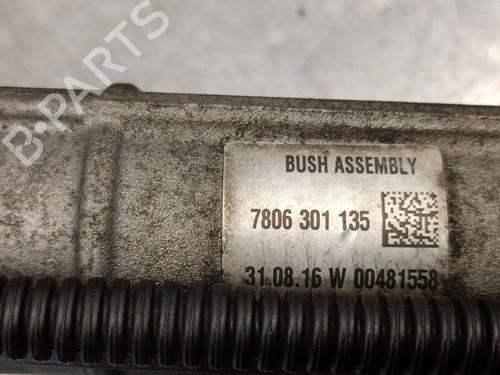 B-PARTS
BUSH ASSEMBLY
7806 301 135
31.08.16 W 00481558